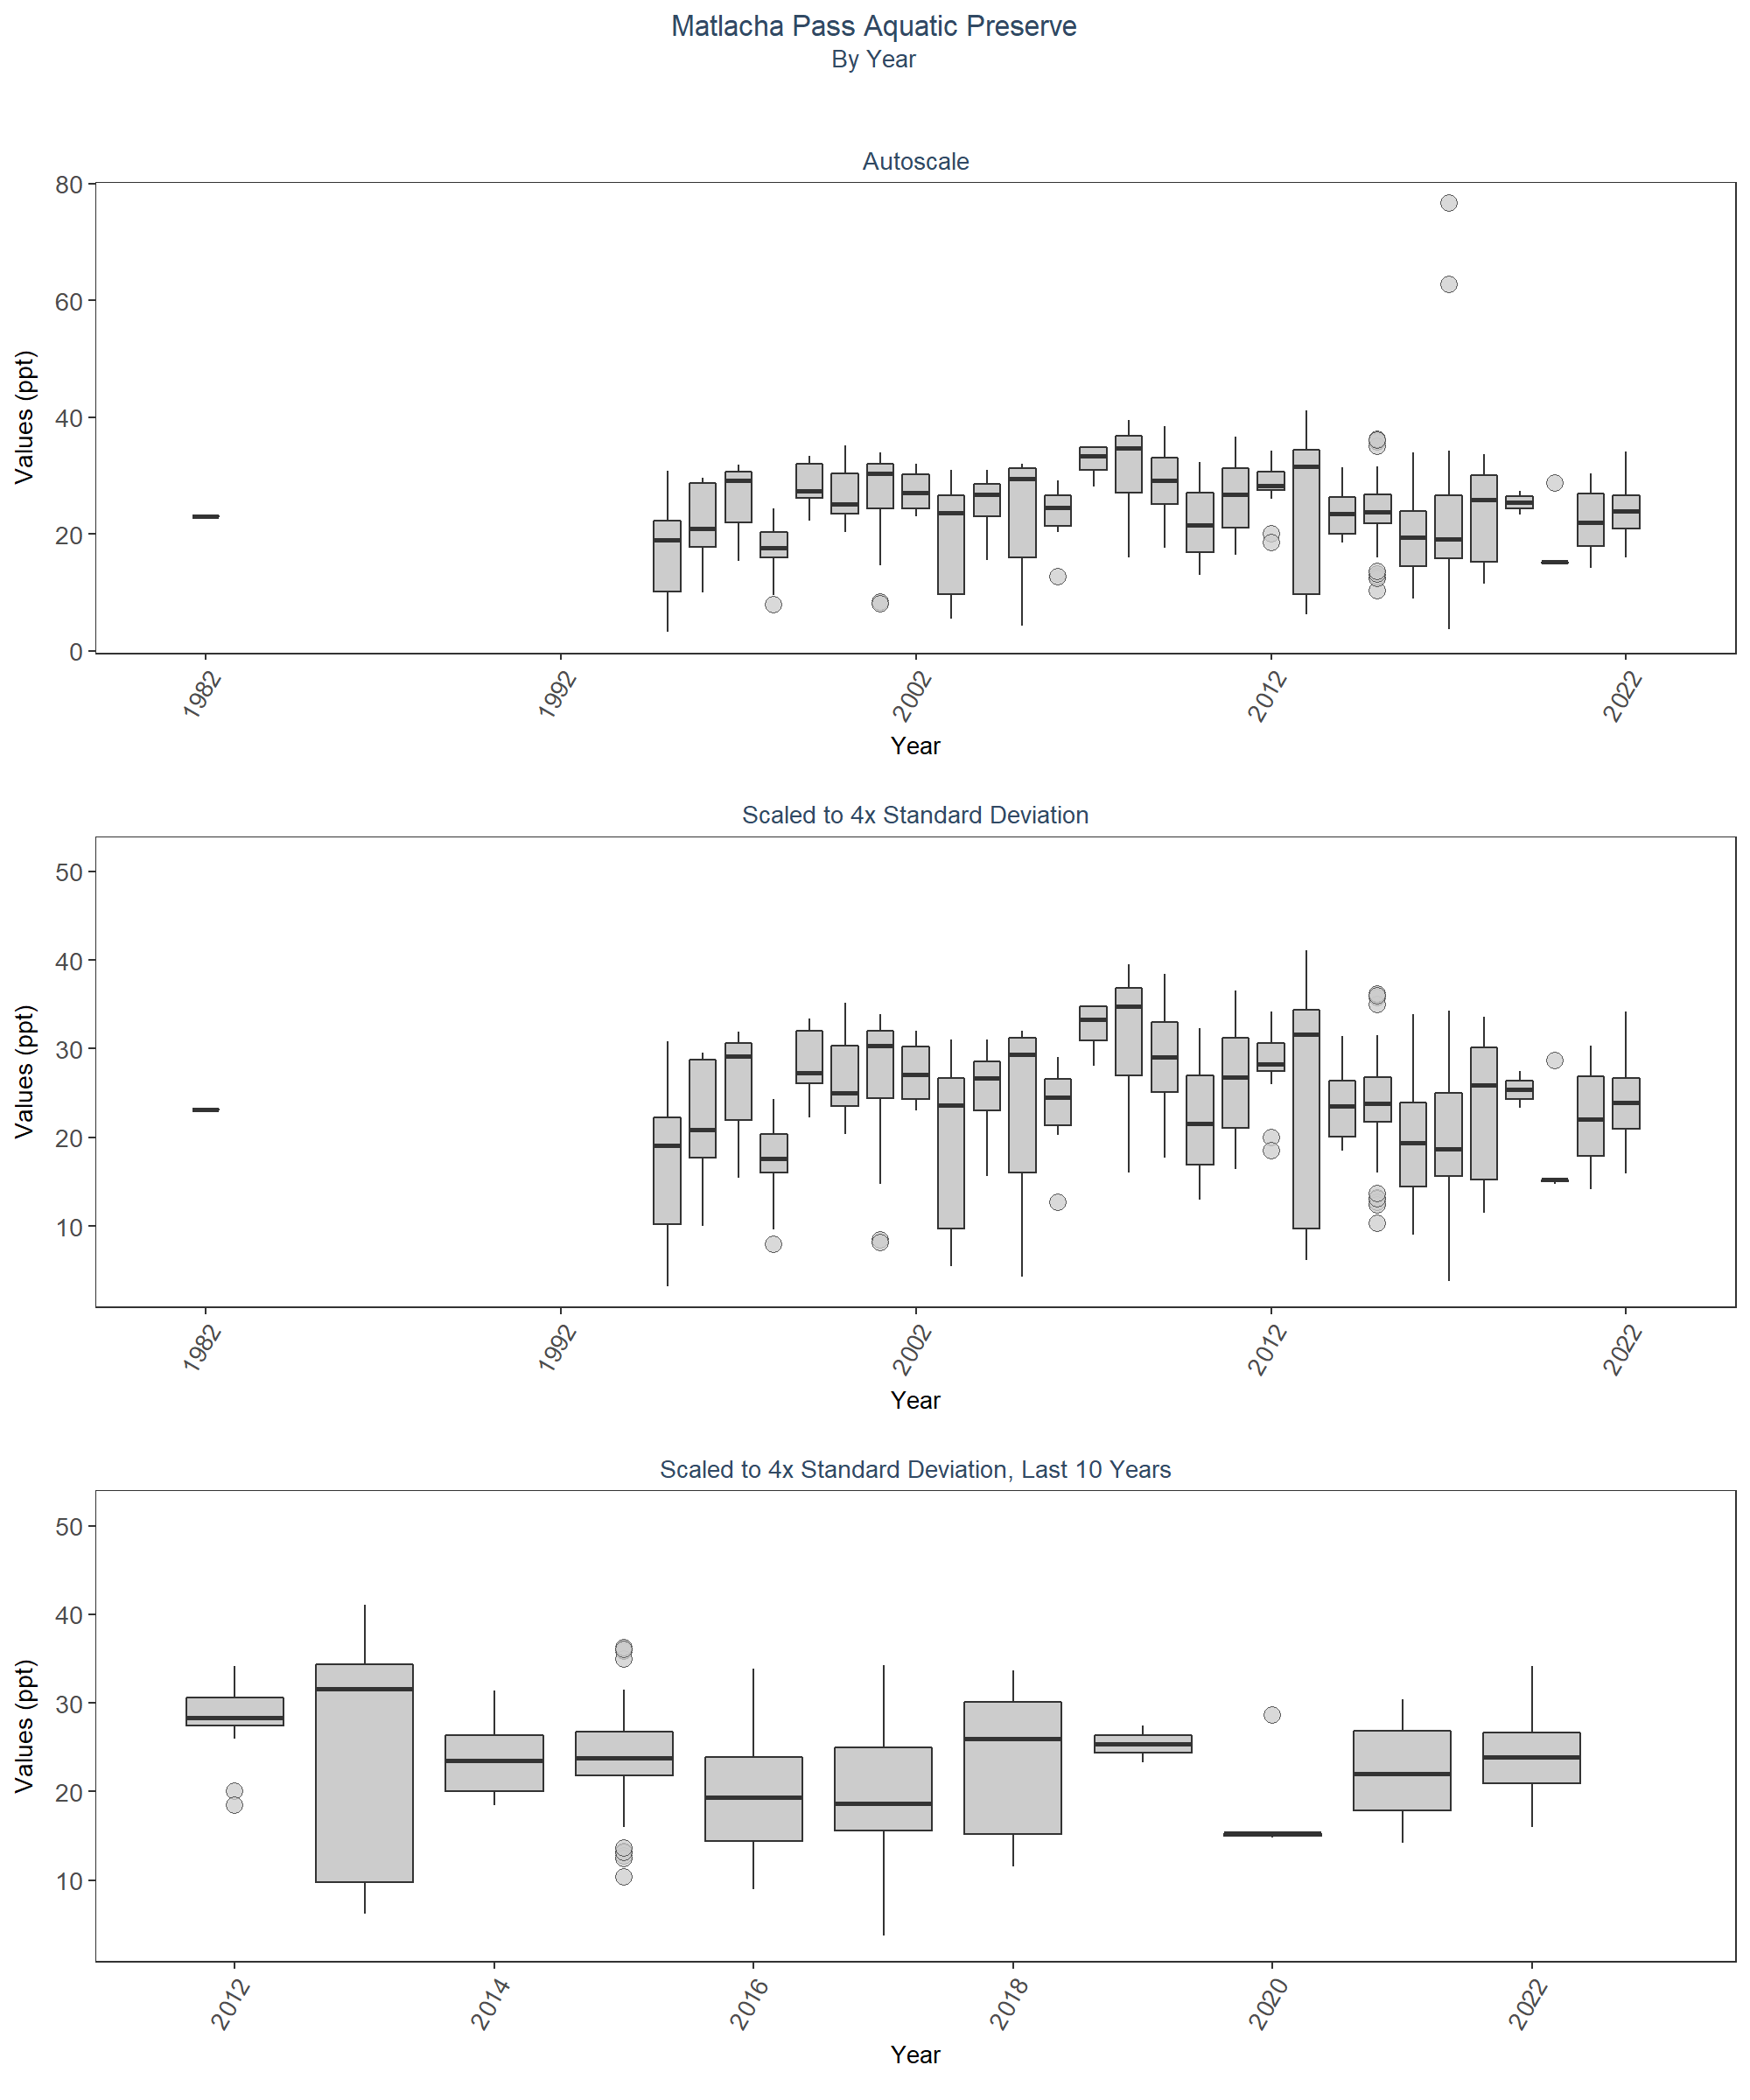 Matlacha Pass Aquatic Preserve
By Year
Autoscale
80
60
40
20
0
Values (ppt)
1982
1992
2002
2012
2022
Year
Scaled to 4x Standard Deviation
50
40
30
20
10
Values (ppt)
1982
1992
2002
2012
2022
Year
Scaled to 4x Standard Deviation, Last 10 Years
50
40
30
20
10
Values (ppt)
2012
2014
2016
2018
2020
2022
Year